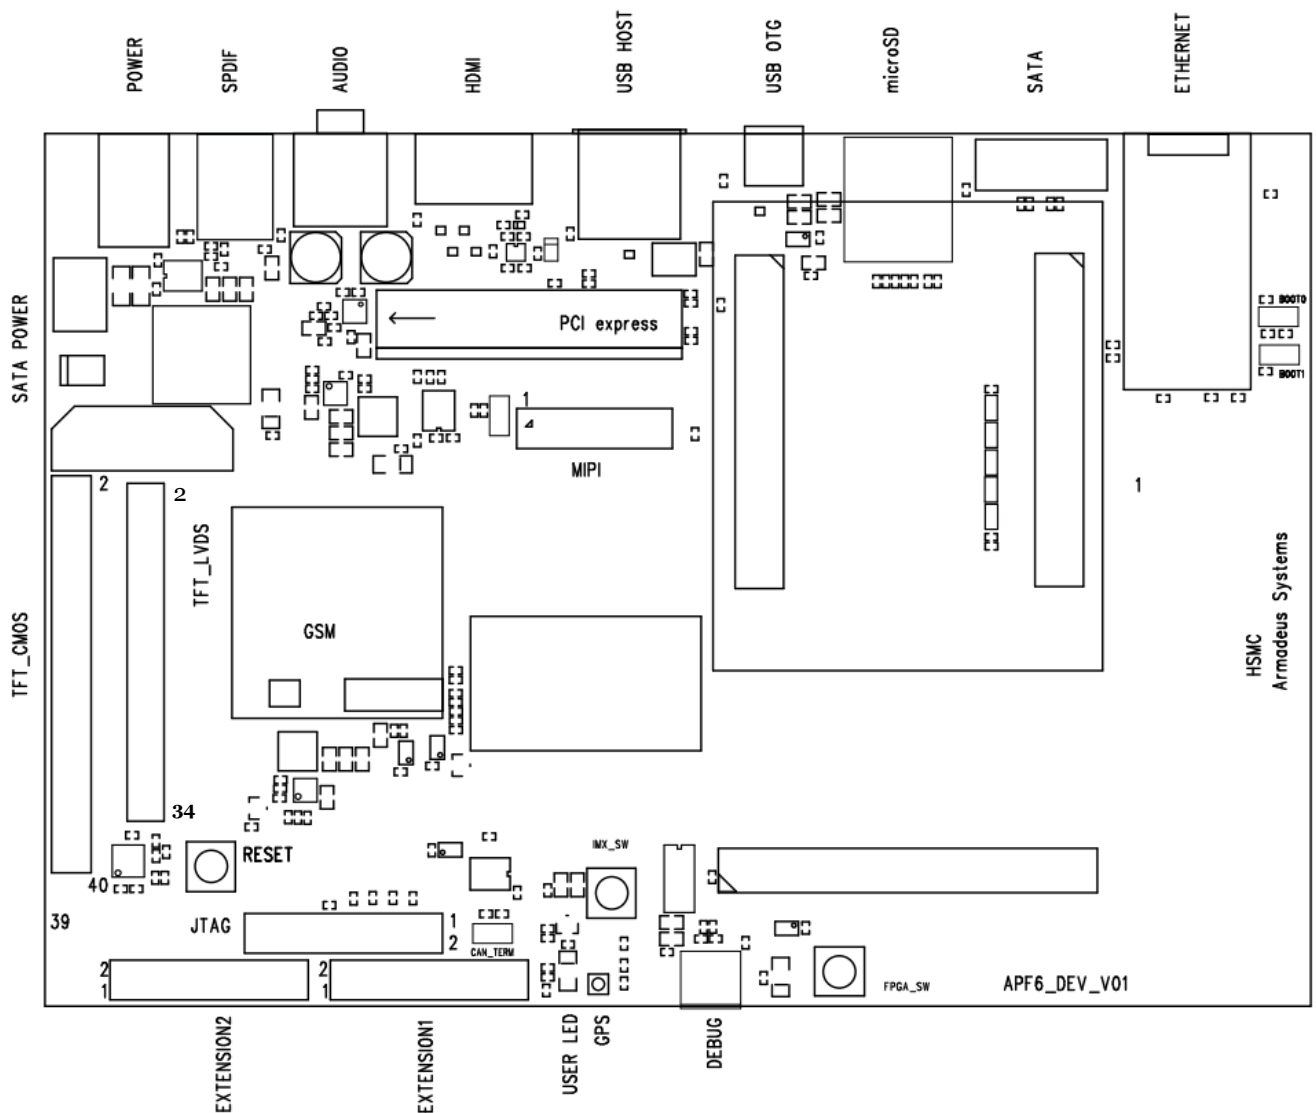 POWER
SPDIF
AUDIO
HDMI
USB HOST
USB OTG
microSD
SATA
ETHERNET
SATA POWER
PCI express
BOOT0
BOOT1
1
MIPI
2
2
1
TFT_LVDS
TFT_CMOS
GSM
HSMC
Armadeus Systems
34
RESET
IMX_SW
40
39
JTAG
1
2
CAN_TERM
2
1
2
1
FPGA_SW
APF6_DEV_V01
EXTENSION2
EXTENSION1
USER LED
GPS
DEBUG